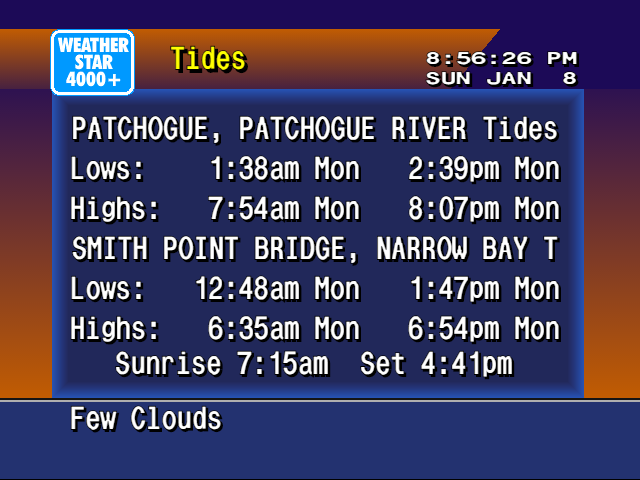 WEATHER
STAR
4000+
Tides
8:56:26 PM
SUN JAN 8
PATCHOGUE, PATCHOGUE RIVER Tides
Lows: 1:38am Mon 2:39pm Mon
Highs: 7:54am Mon 8:07pm Mon
SMITH POINT BRIDGE, NARROW BAY T
Lows: 12:48am Mon 1:47pm Mon
Highs: 6:35am Mon 6:54pm Mon
Sunrise 7:15am Set 4:41pm
Few Clouds